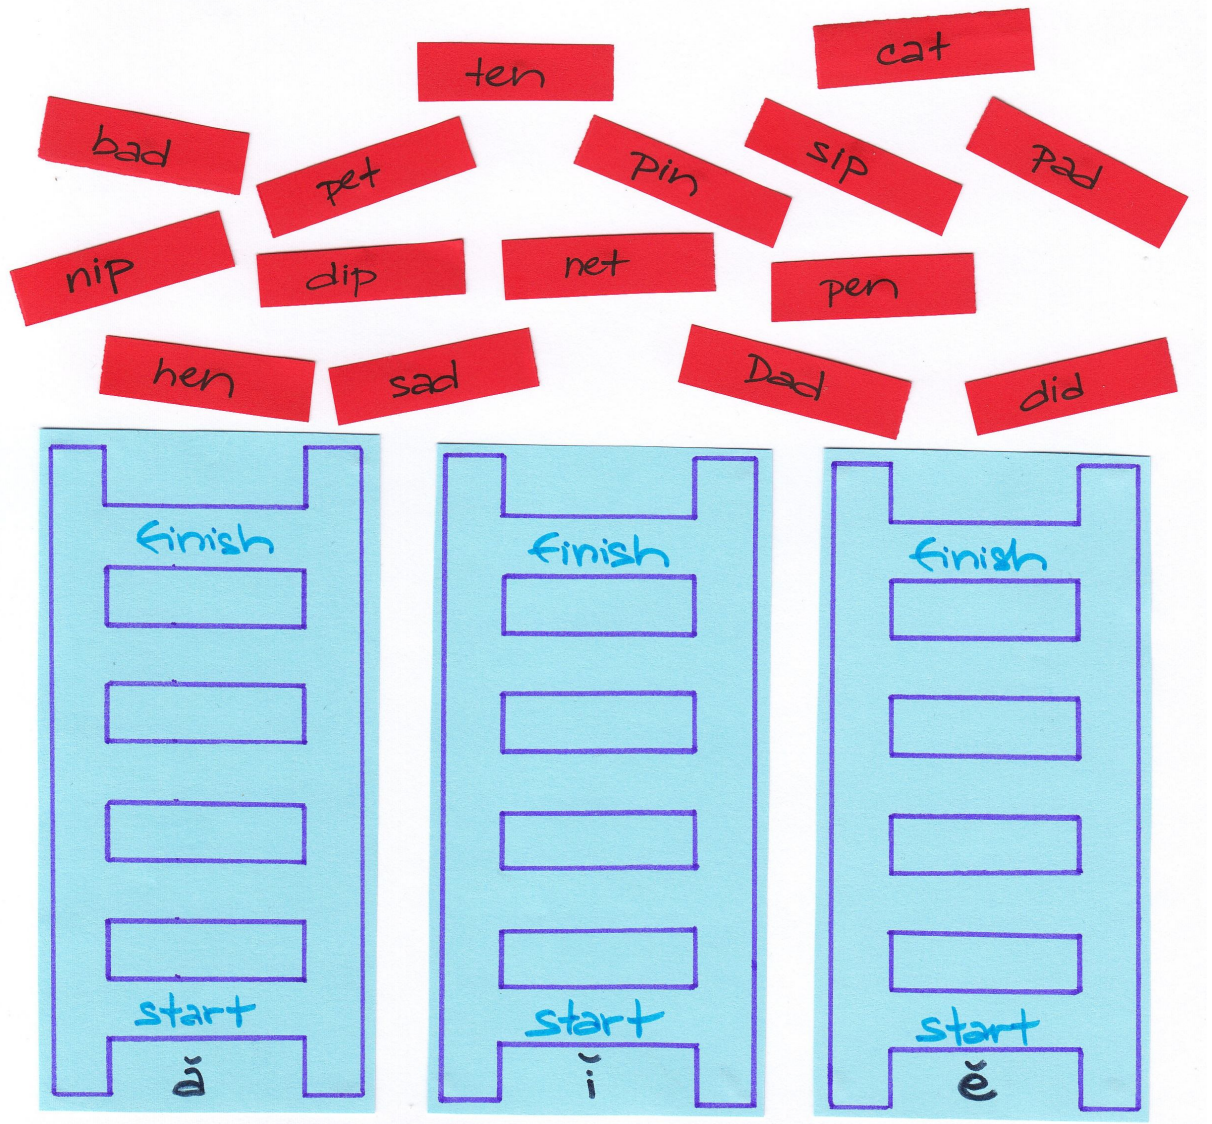 ten
cat
bad
pet
pin
sip
Pad
nip
dip
net
pen
hen
sad
Dad
did
finish
finish
finish
start
start
start
ă
ĭ
ĕ